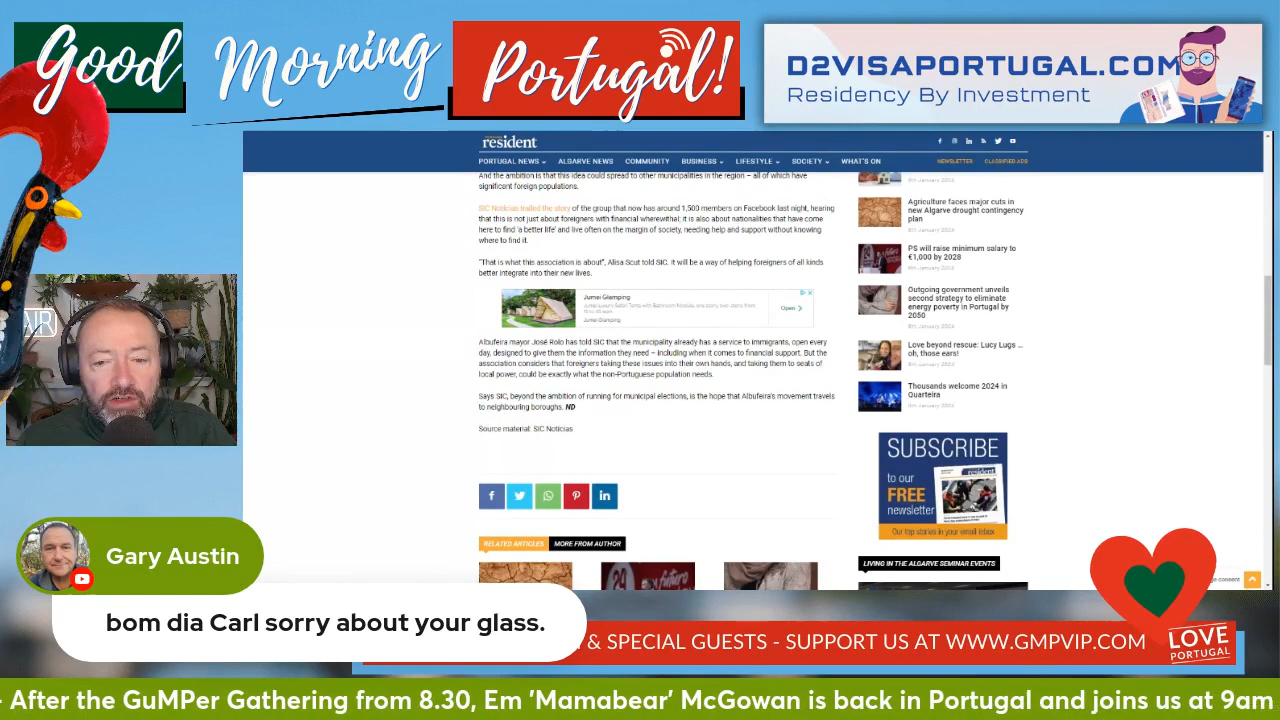 Good
Morning
Portugal!
D2VISAPORTUGAL.COM
Residency By Investment
resident
PORTUGAL NEWS
ALGARVE NEWS
COMMUNITY
BUSINESS
LIFESTYLE
SOCIETY
WHAT'S ON
NEWSLETTER
CLASSIFIED ADS
And the ambition is that this idea could spread to other municipalities in the region – all of which have
significant foreign populations.
SIC Notícias trailed the story of the group that now has around 1,500 members on Facebook last night, hearing
that this is not just about foreigners with financial wherewithal; it is also about nationalities that have come
here to find 'a better life' and live often on the margin of society, needing help and support without knowing
where to find it.
"That is what this association is about", Alisa Scut told SIC. It will be a way of helping foreigners of all kinds
better integrate into their new lives.
Jumei Glamping
Jumei Glamping
Open
Albufeira mayor José Rolo has told SIC that the municipality already has a service to immigrants, open every
day, designed to give them the information they need – including when it comes to financial support. But the
association considers that foreigners taking these issues into their own hands, and taking them to seats of
local power, could be exactly what the non-Portuguese population needs.
Says SIC, beyond the ambition of running for municipal elections, is the hope that Albufeira's movement travels
to neighbouring boroughs. ND
Source material: SIC Notícias
RELATED ARTICLES
MORE FROM AUTHOR
Agriculture faces major cuts in
new Algarve drought contingency
plan
PS will raise minimum salary to
€1,000 by 2028
Outgoing government unveils
second strategy to eliminate
energy poverty in Portugal by
2050
Love beyond rescue: Lucy Lugs …
oh, those ears!
Thousands welcome 2024 in
Quarteira
SUBSCRIBE
to our
FREE
newsletter
resident
Our top stories in your email inbox
LIVING IN THE ALGARVE SEMINAR EVENTS
Gary Austin
bom dia Carl sorry about your glass.
& SPECIAL GUESTS - SUPPORT US AT WWW.GMPVIP.COM
LOVE
PORTUGAL
- After the GuMPer Gathering from 8.30, Em 'Mamabear' McGowan is back in Portugal and joins us at 9am